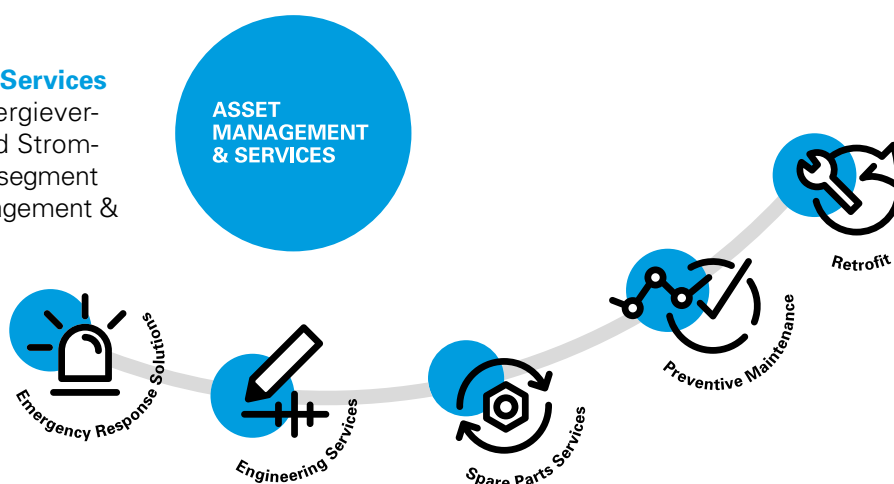 Services
ergiever-
d Strom-
segment
agement &
ASSET
MANAGEMENT
& SERVICES
Emergency Response Solutions
Engineering Services
Spare Parts Services
Preventive Maintenance
Retrofit